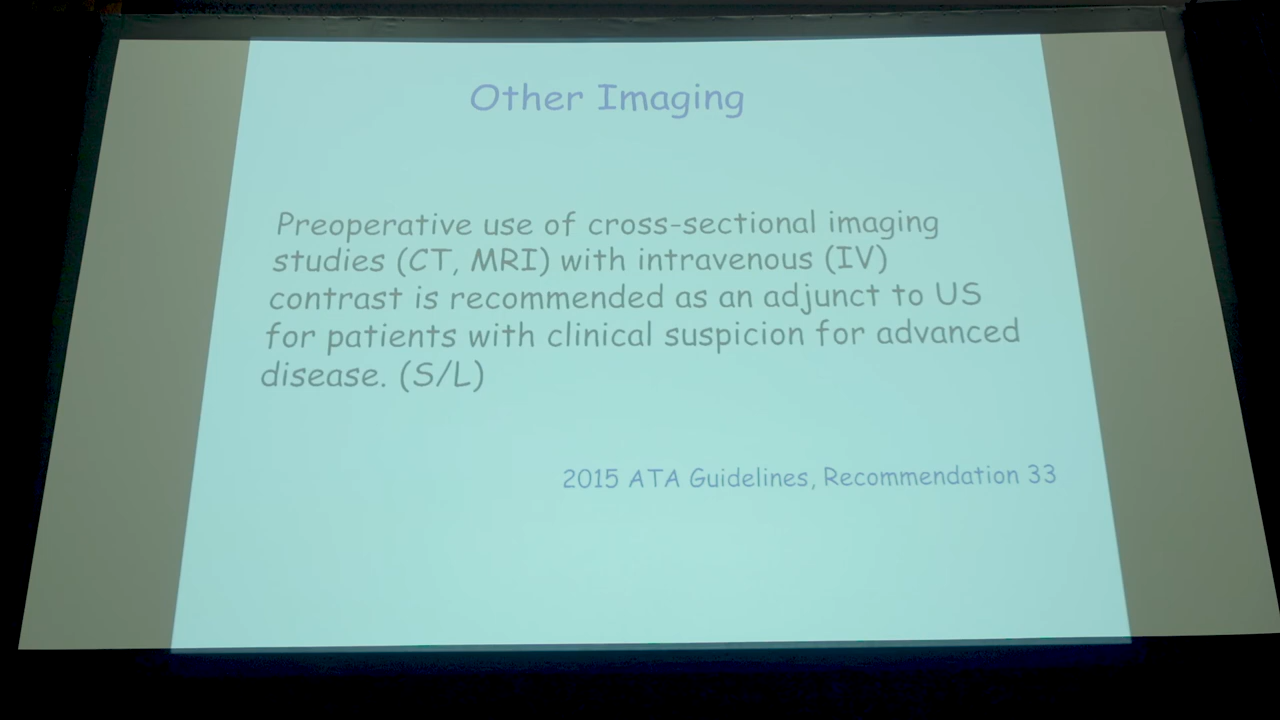 Other Imaging
Preoperative use of cross-sectional imaging
studies (CT, MRI) with intravenous (IV)
contrast is recommended as an adjunct to US
for patients with clinical suspicion for advanced
disease. (S/L)
2015 ATA Guidelines, Recommendation 33